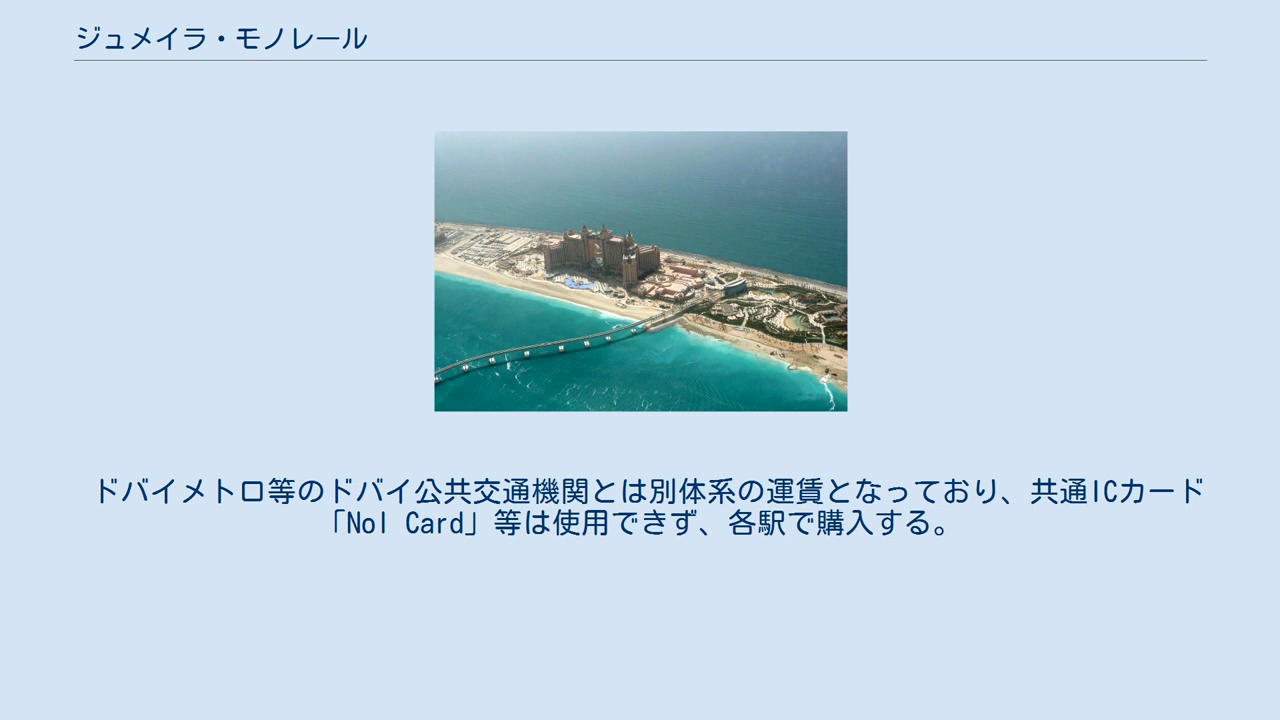 ジュメイラ・モノレール
ドバイメトロ等のドバイ公共交通機関とは別体系の運賃となっており、共通ICカード
「Nol Card」等は使用できず、各駅で購入する。